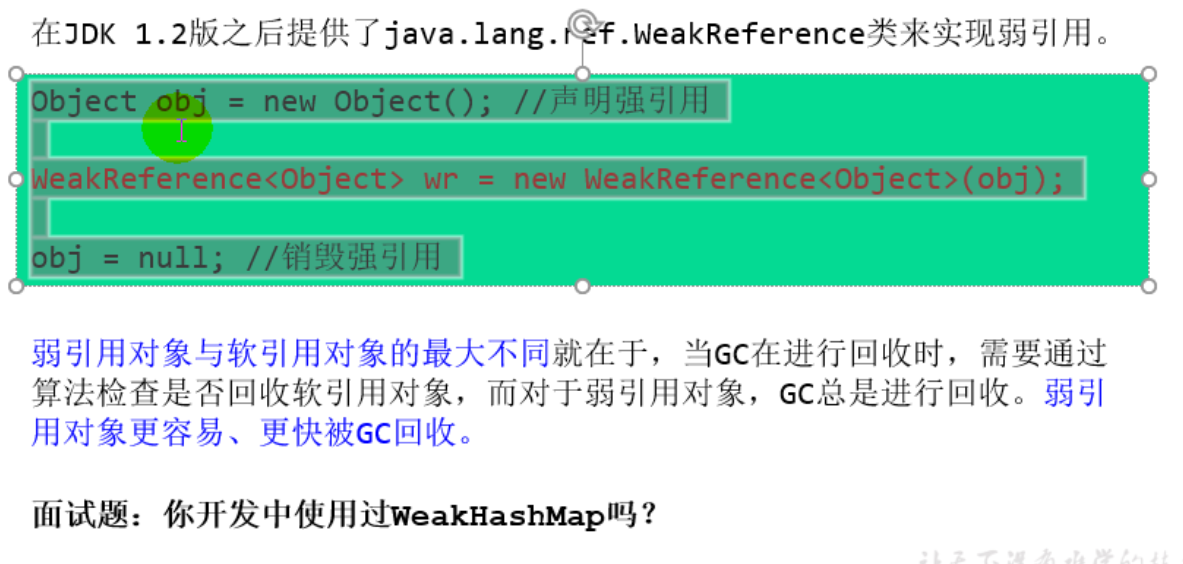 在JDK 1.2版之后提供了java.lang.ref.WeakReference类来实现弱引用。
Object obj = new Object(); //声明强引用
WeakReference<Object> wr = new WeakReference<Object>(obj);
obj = null; //销毁强引用
弱引用对象与软引用对象的最大不同就在于，当GC在进行回收时，需要通过
算法检查是否回收软引用对象，而对于弱引用对象，GC总是进行回收。弱引
用对象更容易、更快被GC回收。
面试题：你开发中使用过WeakHashMap吗？